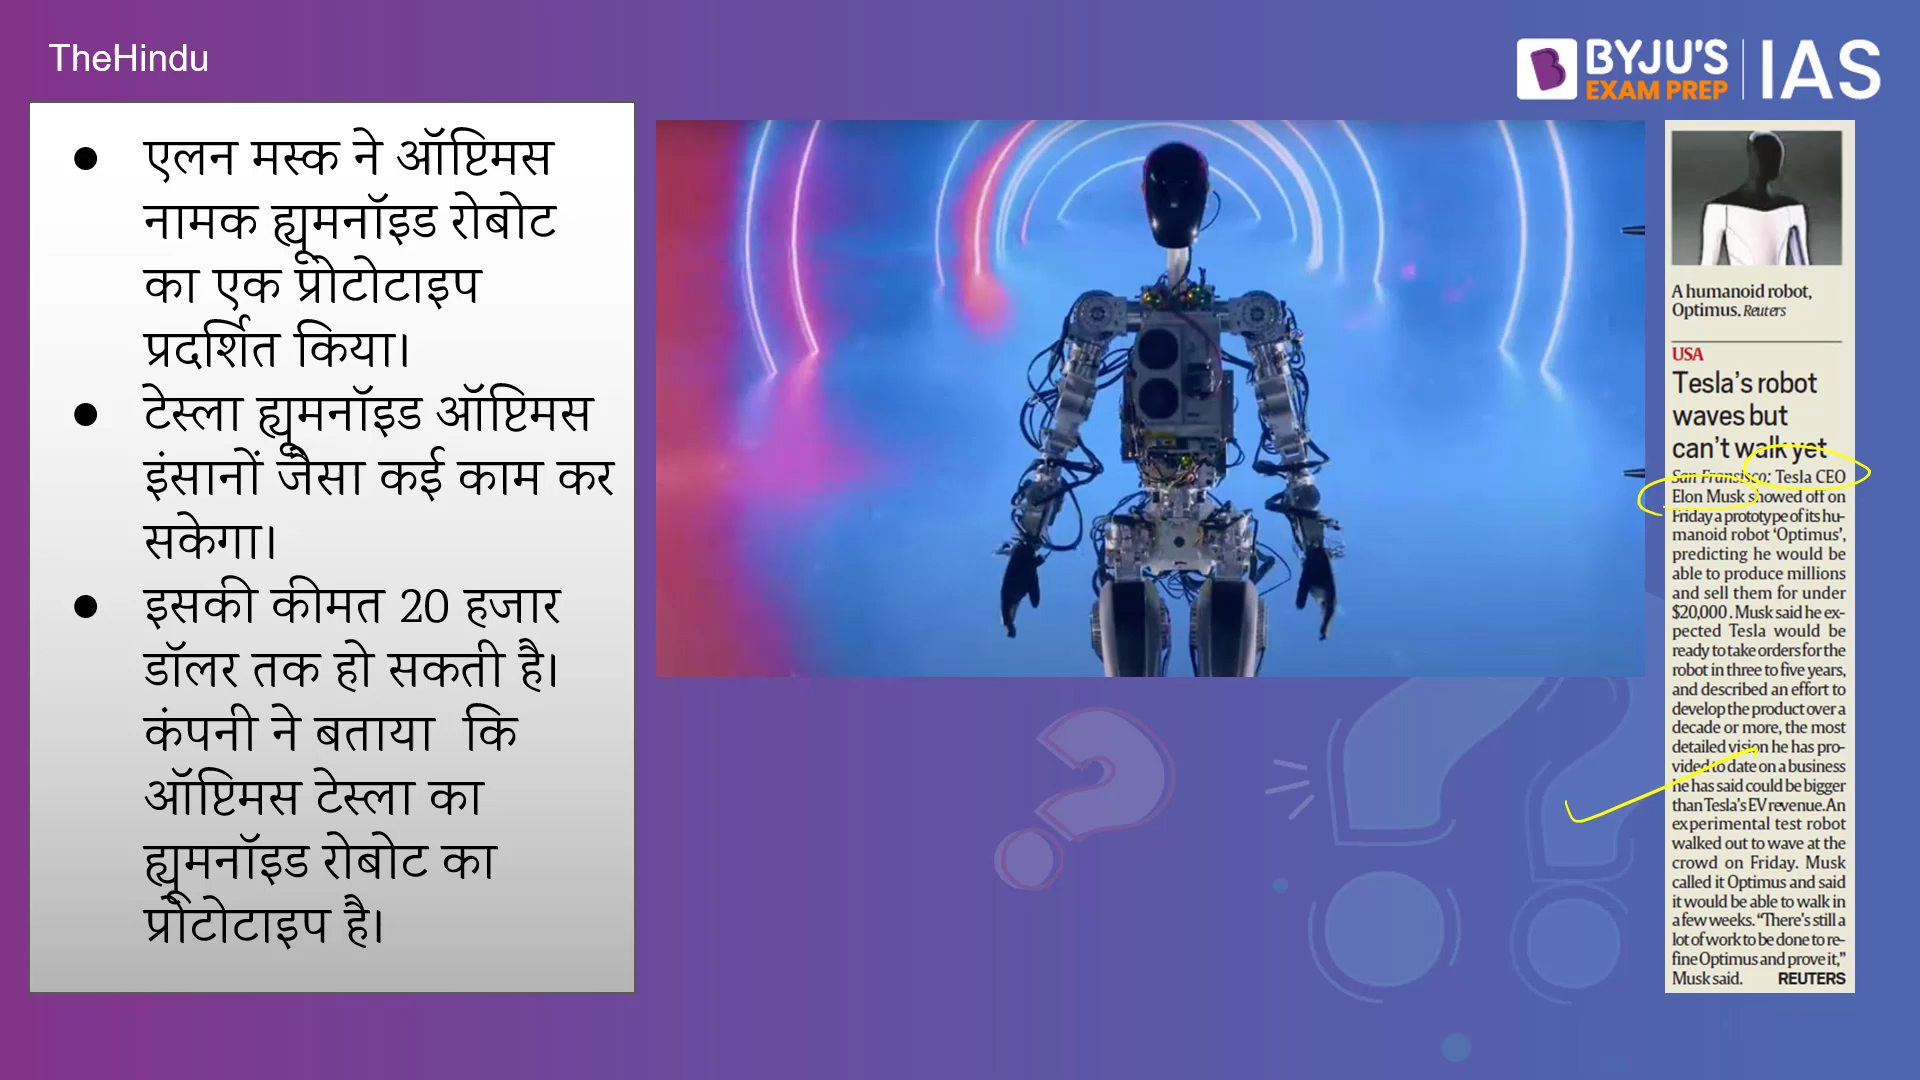 TheHindu
BYJU'S
EXAM PREP
IAS
● एलन मस्क ने ऑप्टिमस
नामक ह्यूमनॉइड रोबोट
का एक प्रोटोटाइप
प्रदर्शित किया।
● टेस्ला ह्यूमनॉइड ऑप्टिमस
इंसानों जैसा कई काम कर
सकेगा।
● इसकी कीमत 20 हजार
डॉलर तक हो सकती है।
कंपनी ने बताया कि
ऑप्टिमस टेस्ला का
ह्यूमनॉइड रोबोट का
प्रोटोटाइप है।
A humanoid robot,
Optimus. Reuters
USA
Tesla's robot
waves but
can't walk yet
San Fransisco: Tesla CEO
Elon Musk showed off on
Friday a prototype of its hu-
manoid robot 'Optimus',
predicting he would be
able to produce millions
and sell them for under
$20,000 . Musk said he ex-
pected Tesla would be
ready to take orders for the
robot in three to five years,
and described an effort to
develop the product over a
decade or more, the most
detailed vision he has pro-
vided to date on a business
he has said could be bigger
than Tesla's EV revenue. An
experimental test robot
walked out to wave at the
crowd on Friday. Musk
called it Optimus and said
it would be able to walk in
a few weeks. “There's still a
lot of work to be done to re-
fine Optimus and prove it,”
Musk said. REUTERS